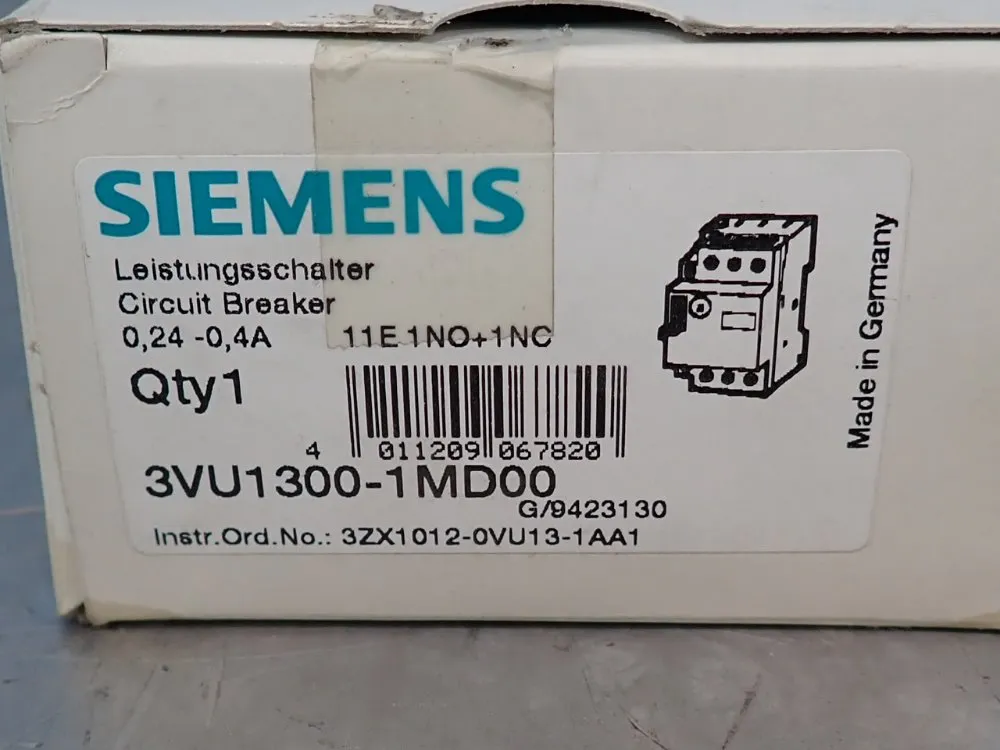 SIEMENS
Leistungsschalter
Circuit Breaker
0,24 -0,4A 11E 1NO+1NC
Qty1
4 011209 067820
3VU1300-1MD00
G/9423130
Instr.Ord.No.: 3ZX1012-0VU13-1AA1
Made in Germany